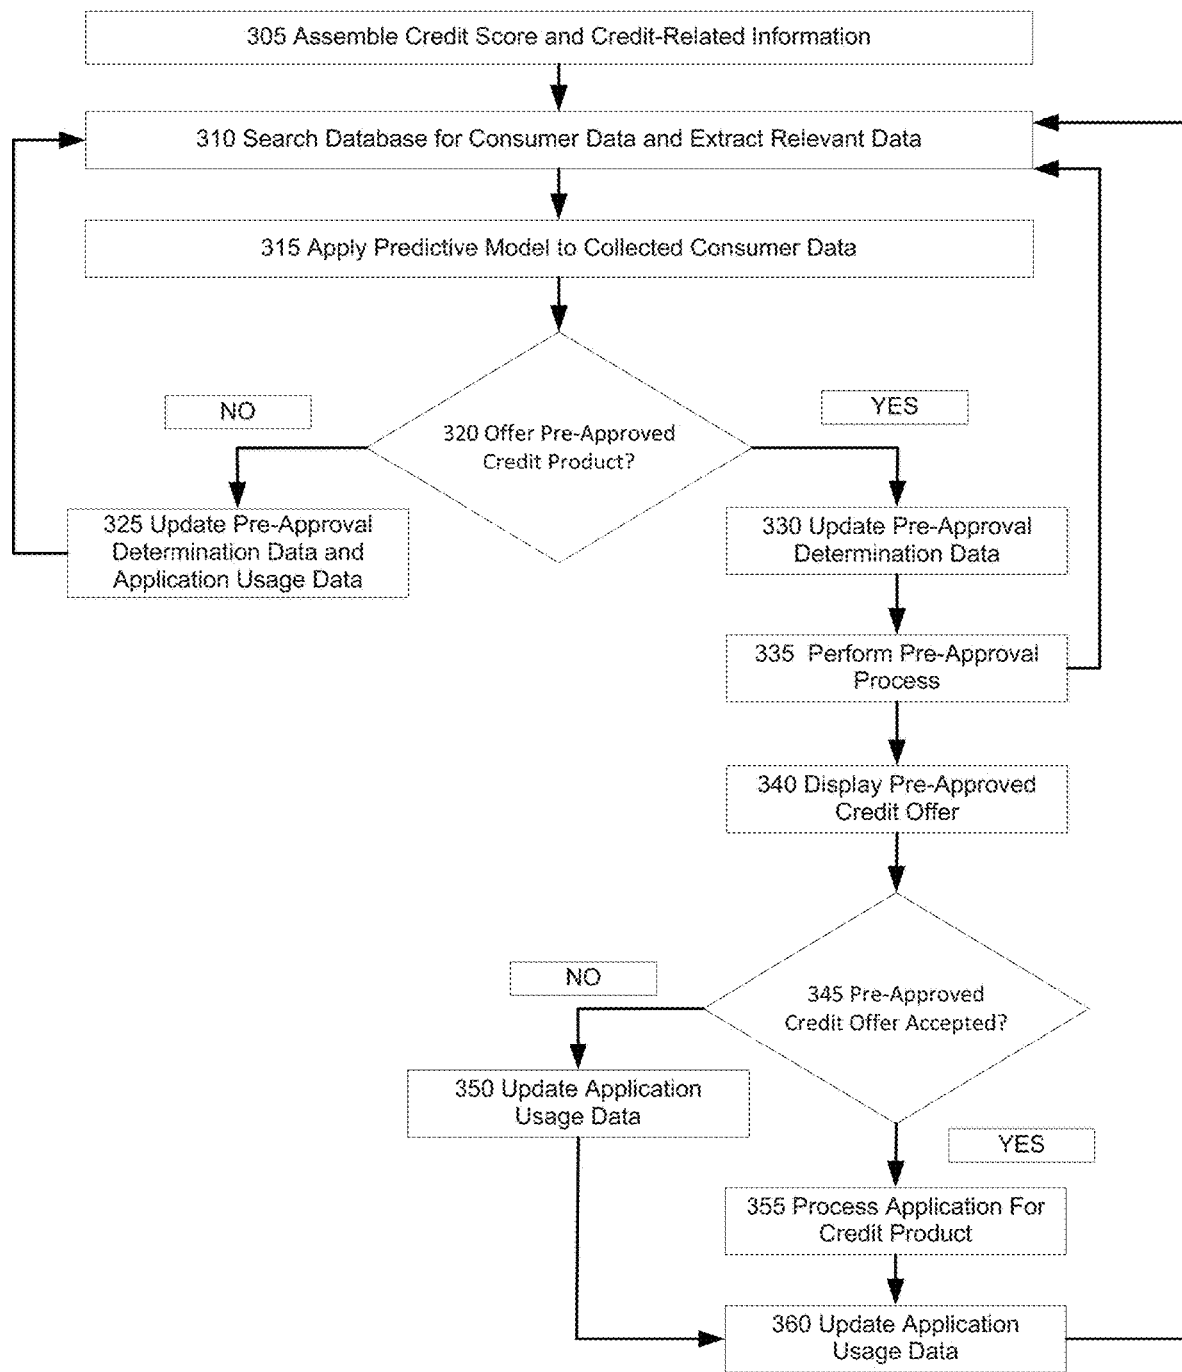 305 Assemble Credit Score and Credit-Related Information
310 Search Database for Consumer Data and Extract Relevant Data
315 Apply Predictive Model to Collected Consumer Data
NO
YES
320 Offer Pre-Approved
Credit Product?
325 Update Pre-Approval
Determination Data and
Application Usage Data
330 Update Pre-Approval
Determination Data
335 Perform Pre-Approval
Process
340 Display Pre-Approved
Credit Offer
NO
345 Pre-Approved
Credit Offer Accepted?
350 Update Application
Usage Data
YES
355 Process Application For
Credit Product
360 Update Application
Usage Data